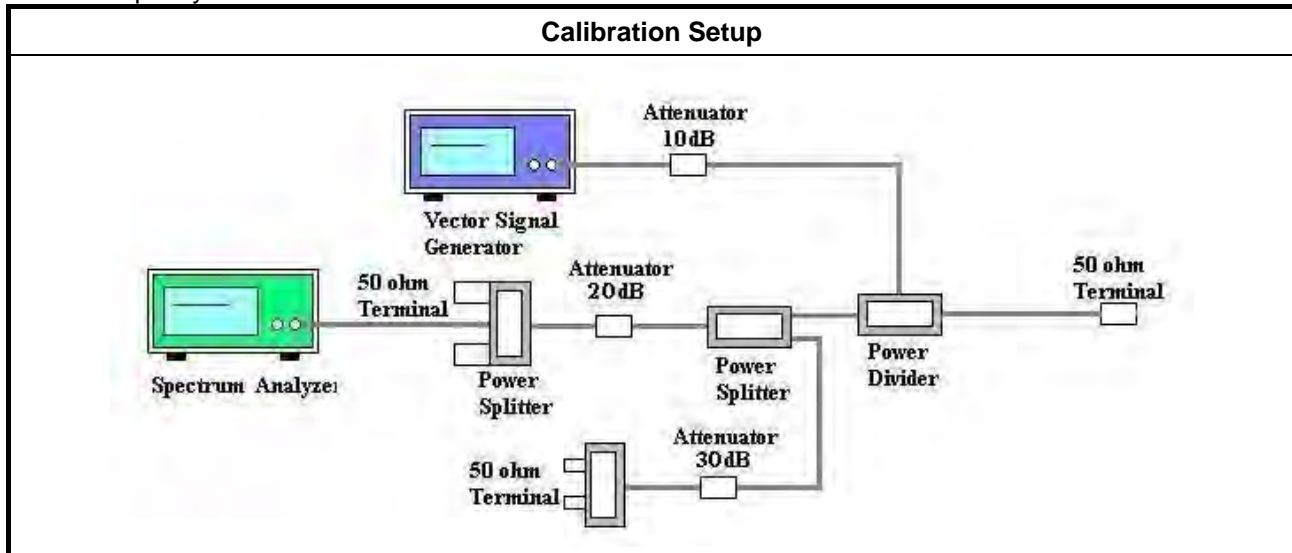 Calibration Setup
Attenuator
10dB
Vector Signal
Generator
50 ohm
Terminal
Attenuator
20dB
50 ohm
Terminal
Spectrum Analyzer
Power
Splitter
Power
Splitter
Power
Divider
50 ohm
Terminal
Attenuator
30dB